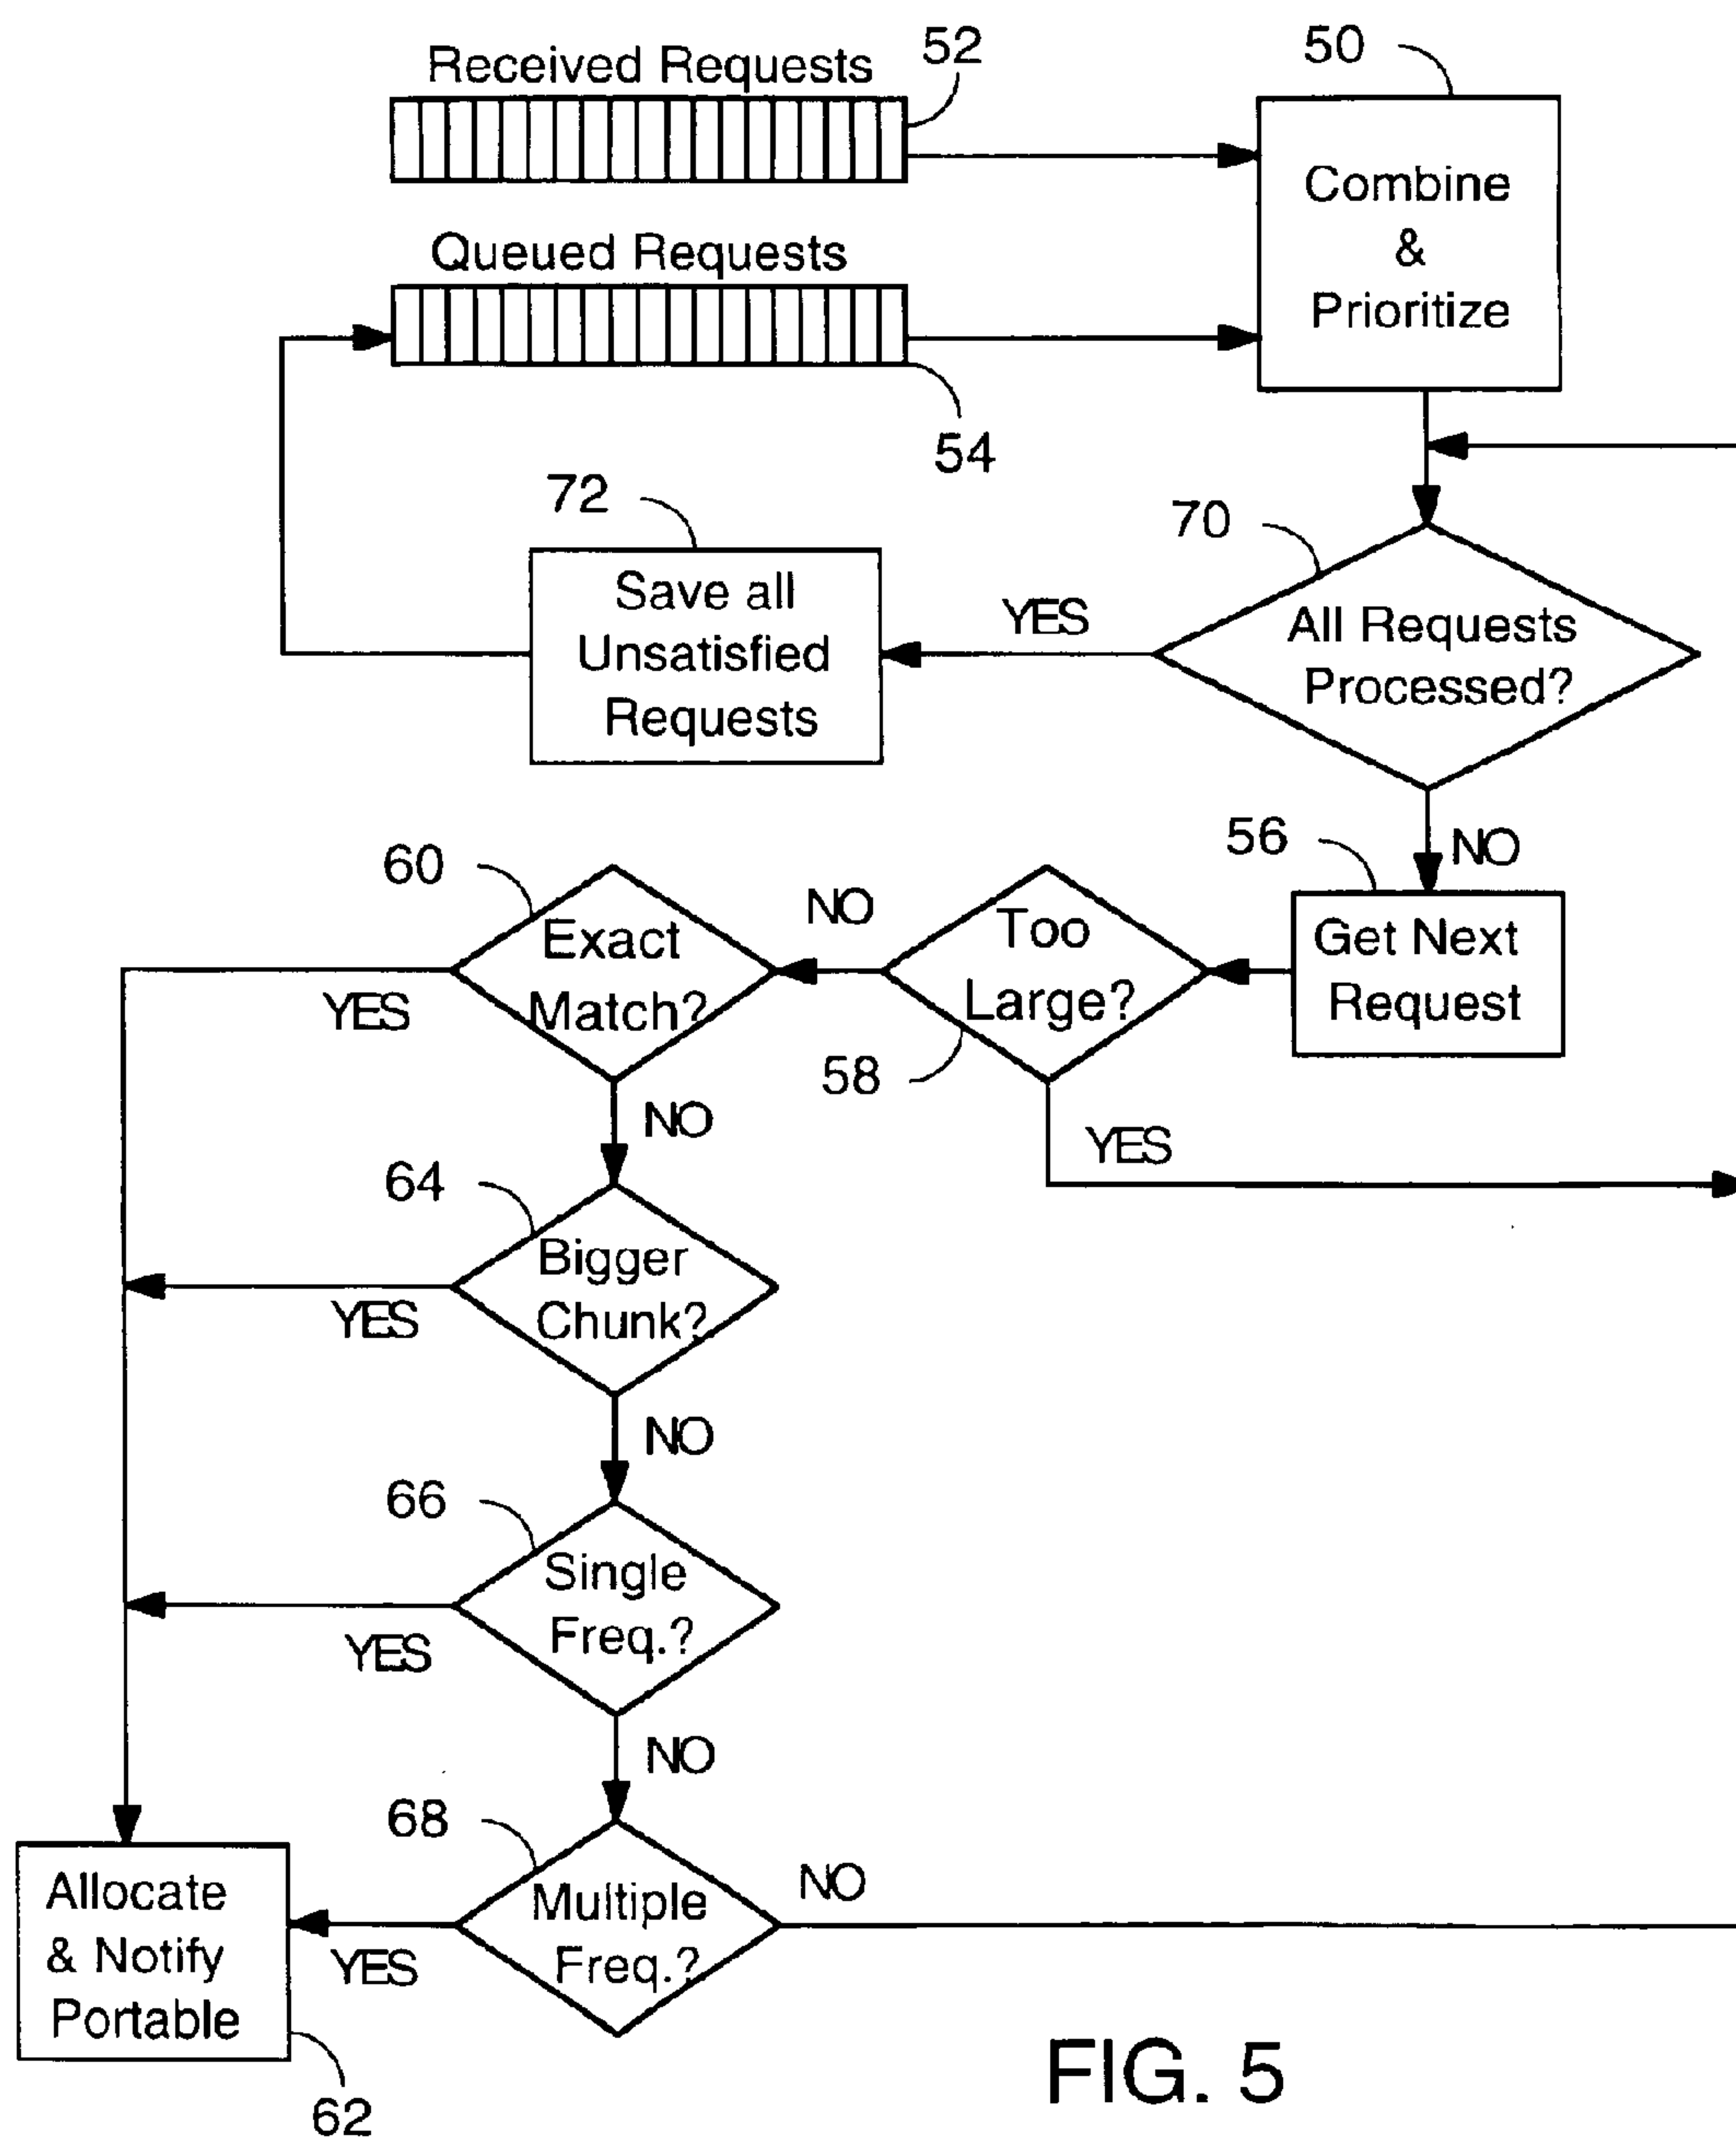 Received Requests
52
50
Combine
&
Prioritize
Queued Requests
54
72
Save all
Unsatisfied
Requests
YES
70
All Requests
Processed?
NO
56
Get Next
Request
60
Exact
Match?
NO
Too
Large?
58
YES
YES
NO
64
Bigger
Chunk?
YES
NO
66
Single
Freq.?
YES
NO
68
Multiple
Freq.?
NO
YES
Allocate
& Notify
Portable
62
FIG. 5